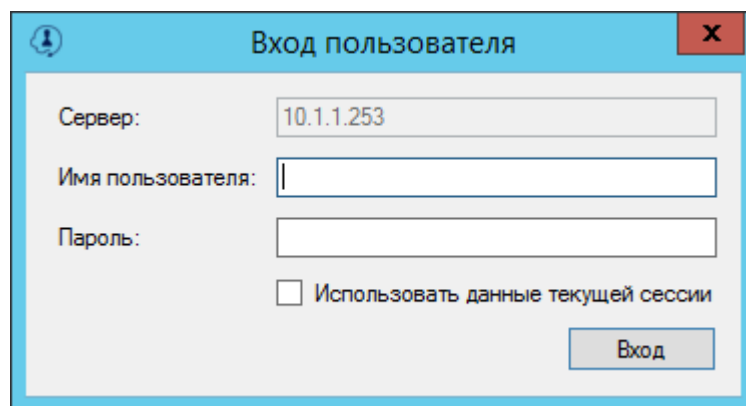 Вход пользователя
Сервер: 10.1.1.253
Имя пользователя:
Пароль:
Использовать данные текущей сессии
Вход